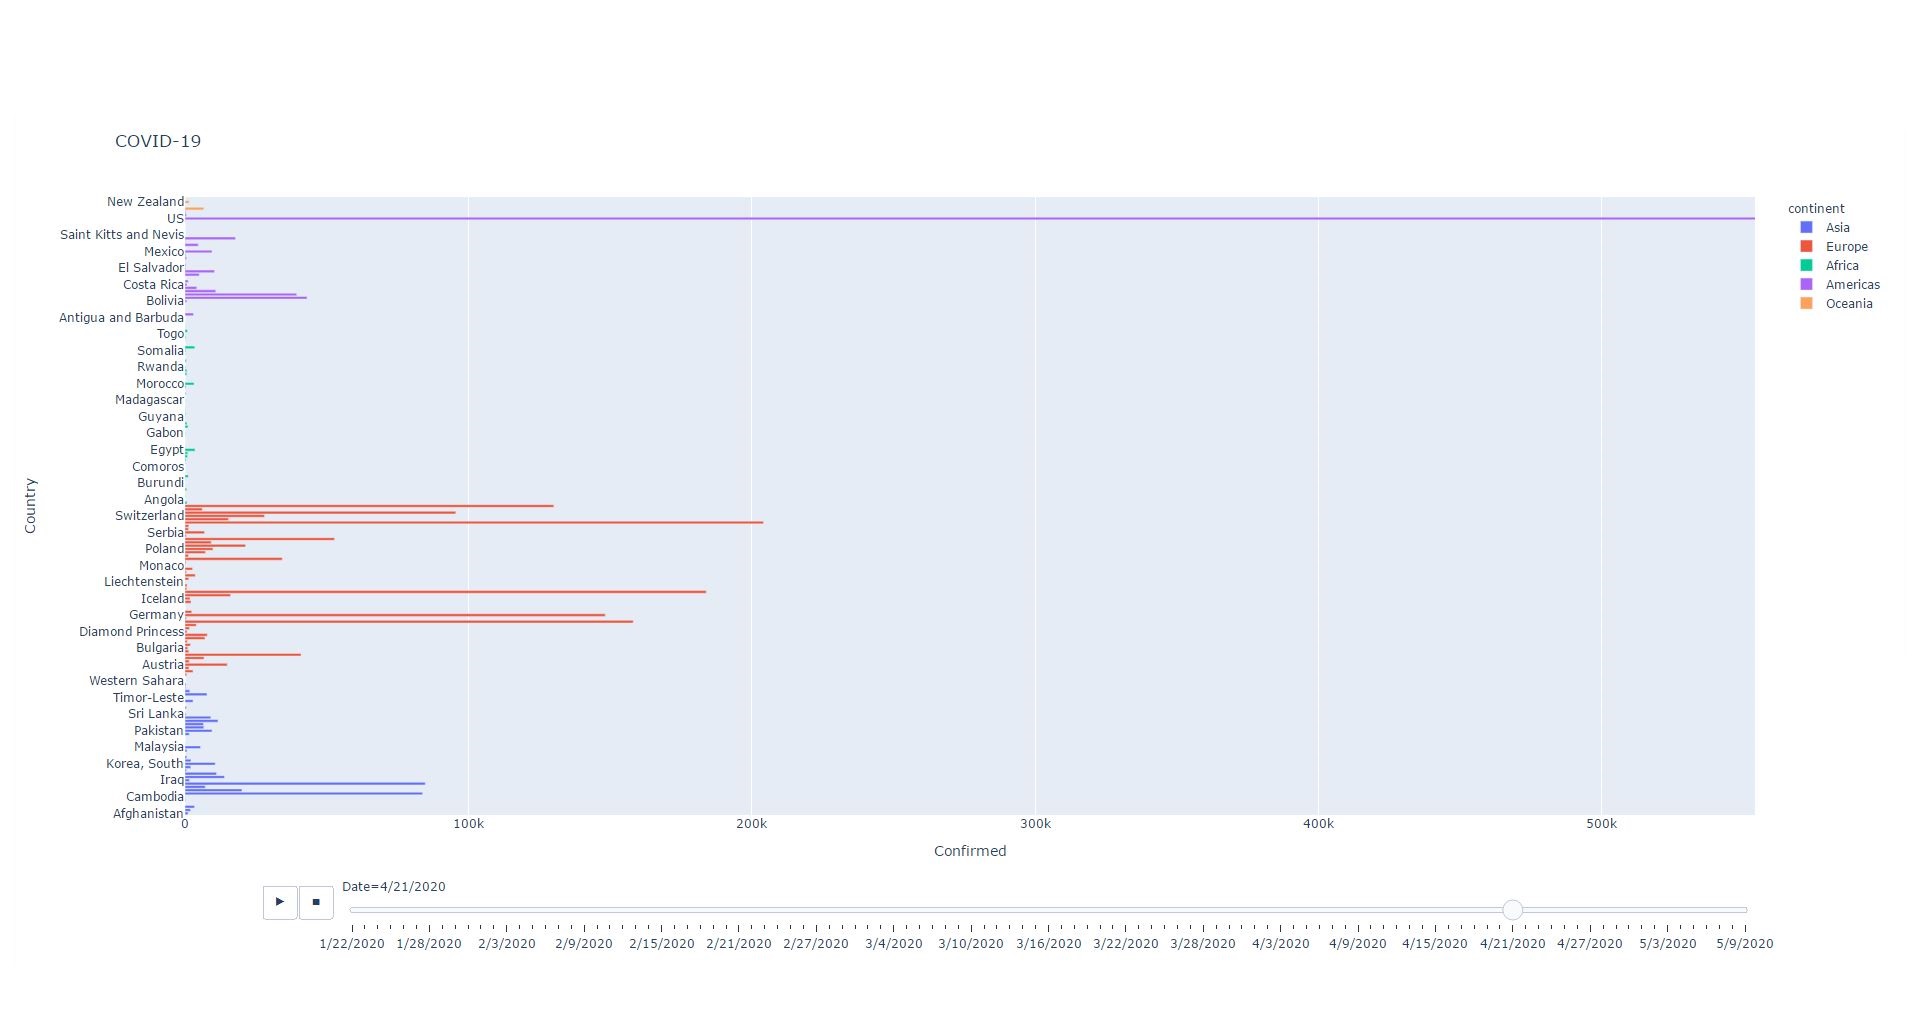 COVID-19
New Zealand
US
Saint Kitts and Nevis
Mexico
El Salvador
Costa Rica
Bolivia
Antigua and Barbuda
Togo
Somalia
Rwanda
Morocco
Madagascar
Guyana
Gabon
Egypt
Comoros
Burundi
Angola
Switzerland
Serbia
Poland
Monaco
Liechtenstein
Iceland
Germany
Diamond Princess
Bulgaria
Austria
Western Sahara
Timor-Leste
Sri Lanka
Pakistan
Malaysia
Korea, South
Iraq
Cambodia
Afghanistan
Country
0 100k 200k 300k 400k 500k
Confirmed
continent
Asia
Europe
Africa
Americas
Oceania
Date=4/21/2020
1/22/2020 1/28/2020 2/3/2020 2/9/2020 2/15/2020 2/21/2020 2/27/2020 3/4/2020 3/10/2020 3/16/2020 3/22/2020 3/28/2020 4/3/2020 4/9/2020 4/15/2020 4/21/2020 4/27/2020 5/3/2020 5/9/2020